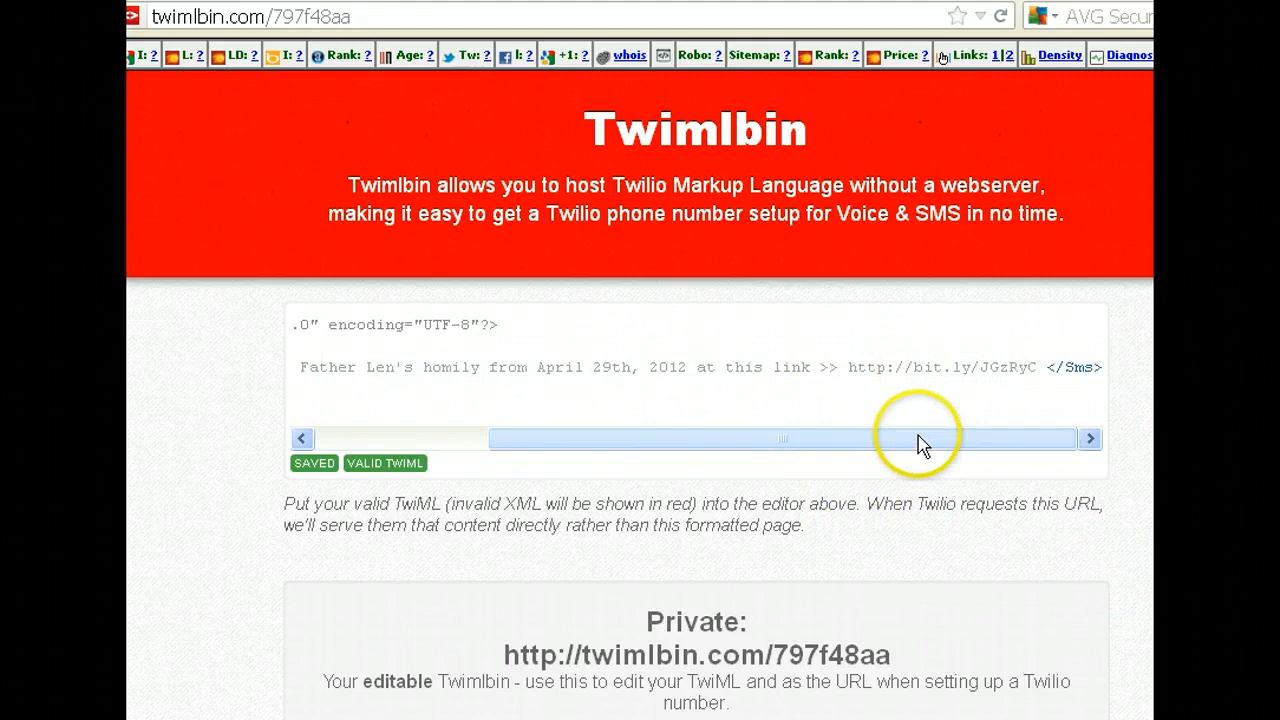 twimlbin.com/797f48aa AVG Secur
I: ? L: ? LD: ? I: ? Rank: ? Age: ? Tw: ? l: ? +1: ? whois Robo: ? Sitemap: ? Rank: ? Price: ? Links: 1|2 Density Diagnos
Twimlbin
Twimlbin allows you to host Twilio Markup Language without a webserver,
making it easy to get a Twilio phone number setup for Voice & SMS in no time.
.0" encoding="UTF-8"?>
Father Len's homily from April 29th, 2012 at this link >> http://bit.ly/JGzRyC </Sms>
SAVED VALID TWIML
Put your valid TwiML (invalid XML will be shown in red) into the editor above. When Twilio requests this URL,
we'll serve them that content directly rather than this formatted page.
Private:
http://twimlbin.com/797f48aa
Your editable Twimlbin - use this to edit your TwiML and as the URL when setting up a Twilio
number.